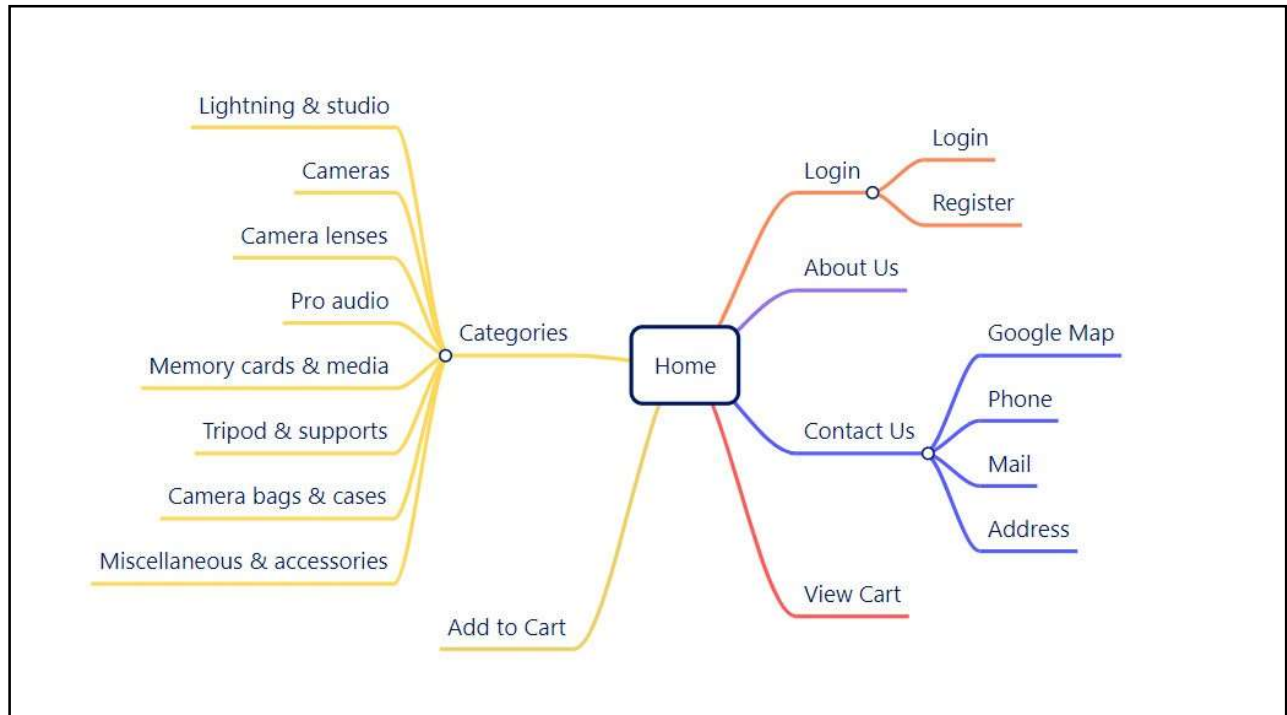 Lightning & studio
Cameras
Camera lenses
Pro audio
Memory cards & media
Tripod & supports
Camera bags & cases
Miscellaneous & accessories
Categories
Add to Cart
Home
Login
Login
Register
About Us
Contact Us
Google Map
Phone
Mail
Address
View Cart